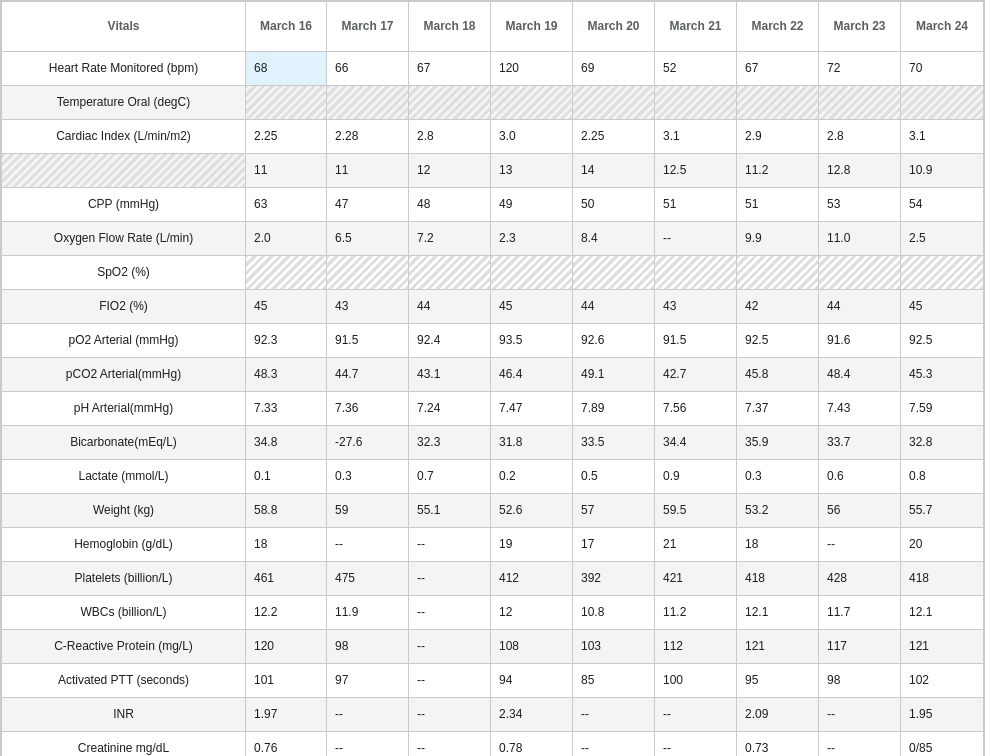 Vitals March 16 March 17 March 18 March 19 March 20 March 21 March 22 March 23 March 24
Heart Rate Monitored (bpm) 68 66 67 120 69 52 67 72 70
Temperature Oral (degC)
Cardiac Index (L/min/m2) 2.25 2.28 2.8 3.0 2.25 3.1 2.9 2.8 3.1
11 11 12 13 14 12.5 11.2 12.8 10.9
CPP (mmHg) 63 47 48 49 50 51 51 53 54
Oxygen Flow Rate (L/min) 2.0 6.5 7.2 2.3 8.4 -- 9.9 11.0 2.5
SpO2 (%)
FIO2 (%) 45 43 44 45 44 43 42 44 45
pO2 Arterial (mmHg) 92.3 91.5 92.4 93.5 92.6 91.5 92.5 91.6 92.5
pCO2 Arterial(mmHg) 48.3 44.7 43.1 46.4 49.1 42.7 45.8 48.4 45.3
pH Arterial(mmHg) 7.33 7.36 7.24 7.47 7.89 7.56 7.37 7.43 7.59
Bicarbonate(mEq/L) 34.8 -27.6 32.3 31.8 33.5 34.4 35.9 33.7 32.8
Lactate (mmol/L) 0.1 0.3 0.7 0.2 0.5 0.9 0.3 0.6 0.8
Weight (kg) 58.8 59 55.1 52.6 57 59.5 53.2 56 55.7
Hemoglobin (g/dL) 18 -- -- 19 17 21 18 -- 20
Platelets (billion/L) 461 475 -- 412 392 421 418 428 418
WBCs (billion/L) 12.2 11.9 -- 12 10.8 11.2 12.1 11.7 12.1
C-Reactive Protein (mg/L) 120 98 -- 108 103 112 121 117 121
Activated PTT (seconds) 101 97 -- 94 85 100 95 98 102
INR 1.97 -- -- 2.34 -- -- 2.09 -- 1.95
Creatinine mg/dL 0.76 -- -- 0.78 -- -- 0.73 -- 0/85